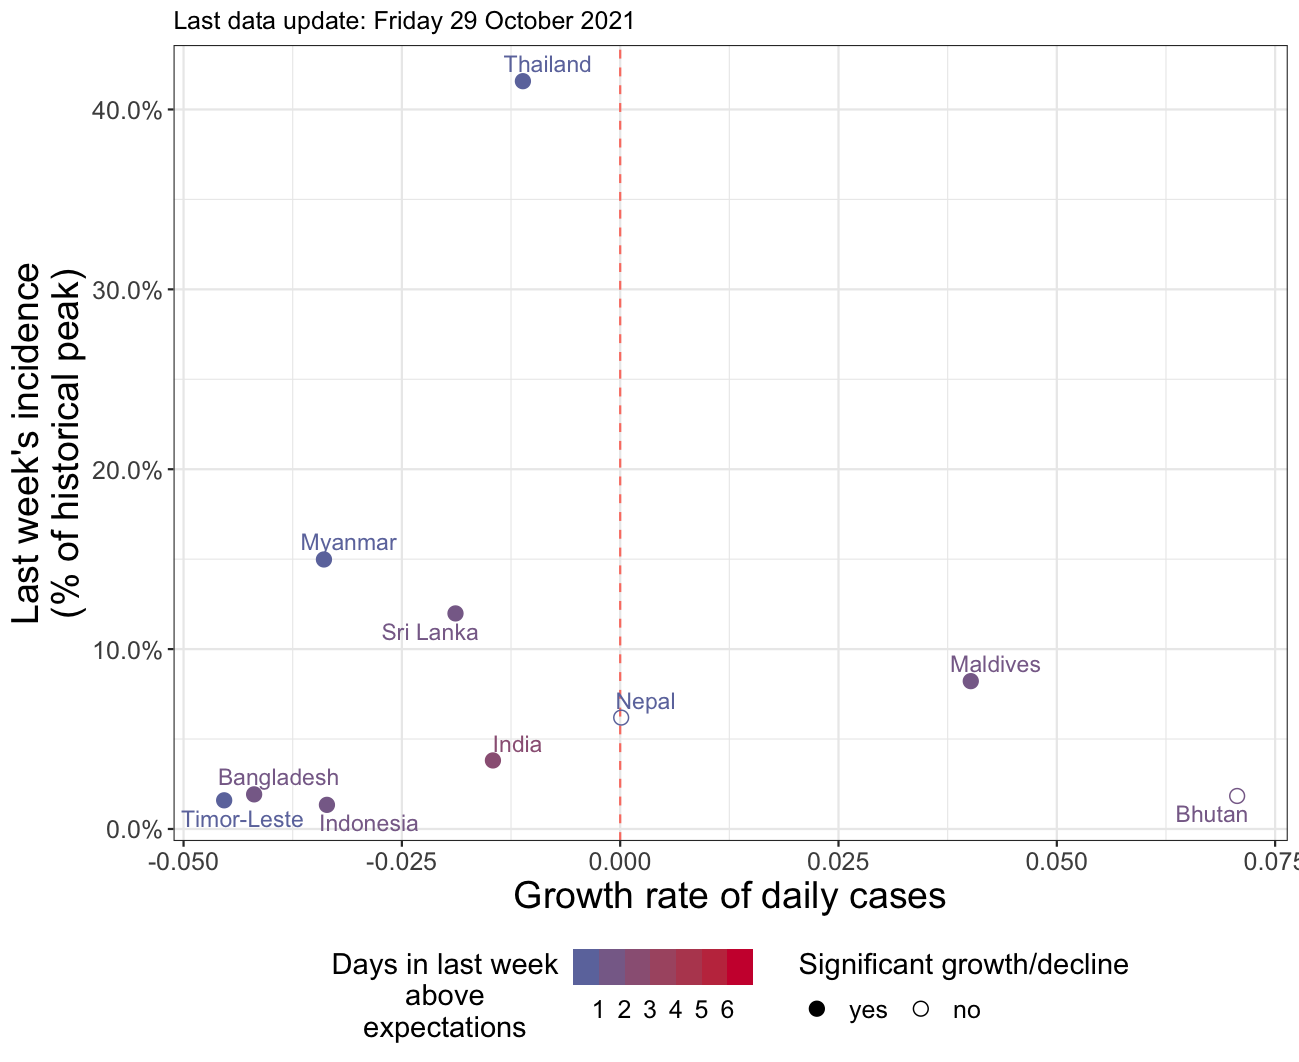 Last data update: Friday 29 October 2021
Thailand
40.0%
30.0%
Last week's incidence
(% of historical peak)
20.0%
Myanmar
Sri Lanka
10.0%
Maldives
Nepal
India
Bangladesh
Timor-Leste
Indonesia
Bhutan
0.0%
-0.050 -0.025 0.000 0.025 0.050 0.075
Growth rate of daily cases
Days in last week
above
expectations
1 2 3 4 5 6
Significant growth/decline
yes no